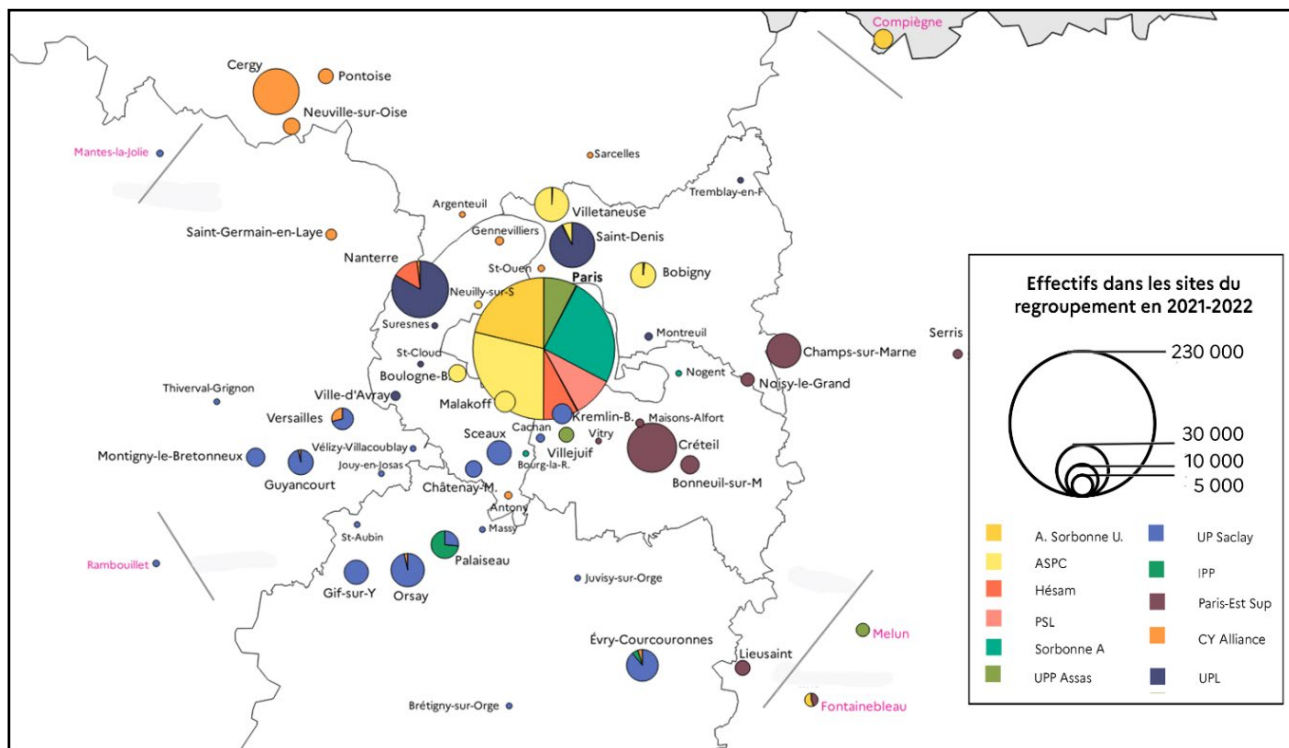 Compiègne
Cergy
Pontoise
Neuville-sur-Oise
Mantes-la-Jolie
Sarcelles
Tremblay-en-F
Argenteuil
Villetaneuse
Saint-Germain-en-Laye
Gennevilliers
Saint-Denis
Nanterre
St-Ouen
Paris
Bobigny
Neuilly-sur-S
Suresnes
Montreuil
Serris
St-Cloud
Champs-sur-Marne
Boulogne-B.
Nogent
Noisy-le-Grand
Thiverval-Grignon
Ville-d'Avray
Malakoff
Versailles
Kremlin-B.
Maisons-Alfort
Cachan
Vitry
Sceaux
Créteil
Vélizy-Villacoublay
Villejuif
Montigny-le-Bretonneux
Bourg-la-R.
Jouy-en-Josas
Guyancourt
Châtenay-M.
Bonneuil-sur-M
Antony
St-Aubin
Massy
Rambouillet
Palaiseau
Gif-sur-Y
Orsay
Juvisy-sur-Orge
Melun
Évry-Courcouronnes
Lieusaint
Brétigny-sur-Orge
Fontainebleau
Effectifs dans les sites du
regroupement en 2021-2022
230 000
30 000
10 000
5 000
A. Sorbonne U.
ASPC
Hésam
PSL
Sorbonne A
UPP Assas
UP Saclay
IPP
Paris-Est Sup
CY Alliance
UPL